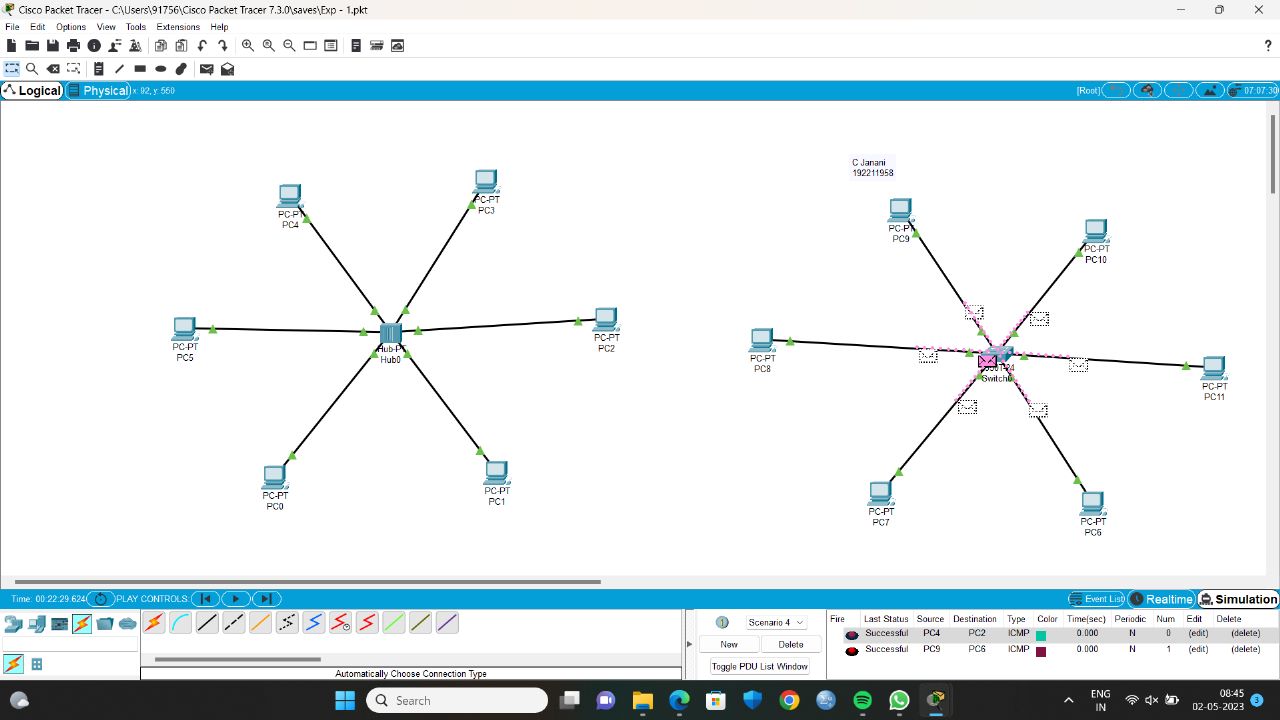 Cisco Packet Tracer - C:\Users\91756\Cisco Packet Tracer 7.3.0\saves\Exp - 1.pkt
File Edit Options View Tools Extensions Help
?
Logical Physical x: 92, y: 550 [Root] 07:07:30
C Janani
192211958
PC-PT
PC3
PC-PT
PC4
PC-PT
PC9
PC-PT
PC10
PC-PT
PC5
Hub-PT
Hub0
PC-PT
PC2
PC-PT
PC8
PC-PT
PC11
PC-PT
PC0
PC-PT
PC1
PC-PT
PC7
PC-PT
PC6
Time: 00:22:29.624 PLAY CONTROLS: Event List Realtime Simulation
Automatically Choose Connection Type
Scenario 4
New Delete
Toggle PDU List Window
Fire Last Status Source Destination Type Color Time(sec) Periodic Num Edit Delete
Successful PC4 PC2 ICMP 0.000 N 0 (edit) (delete)
Successful PC9 PC6 ICMP 0.000 N 1 (edit) (delete)
Search
ENG
IN
08:45
02-05-2023
3